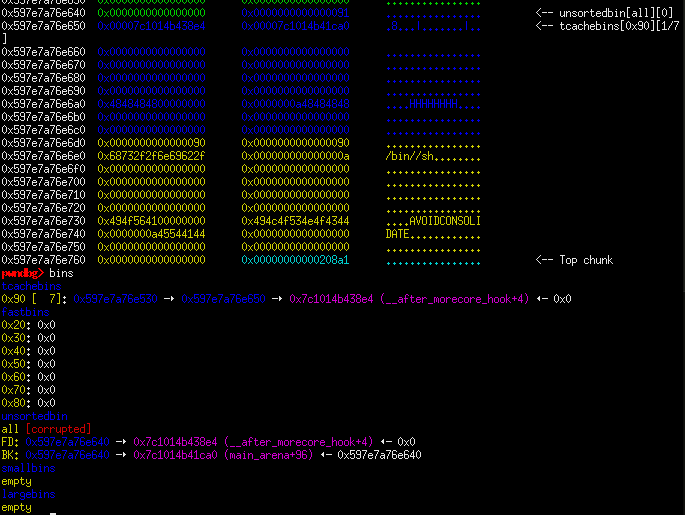 0x597e7a76e640 0x0000000000000000 0x0000000000000091 ................ <-- unsortedbin[all][0]
0x597e7a76e650 0x00007c1014b438e4 0x00007c1014b41ca0 .8...|.......|.. <-- tcachebins[0x90][1/7
]
0x597e7a76e660 0x0000000000000000 0x0000000000000000 ................
0x597e7a76e670 0x0000000000000000 0x0000000000000000 ................
0x597e7a76e680 0x0000000000000000 0x0000000000000000 ................
0x597e7a76e690 0x0000000000000000 0x0000000000000000 ................
0x597e7a76e6a0 0x4848484800000000 0x0000000a48484848 ....HHHHHHHH....
0x597e7a76e6b0 0x0000000000000000 0x0000000000000000 ................
0x597e7a76e6c0 0x0000000000000000 0x0000000000000000 ................
0x597e7a76e6d0 0x0000000000000090 0x0000000000000090 ................
0x597e7a76e6e0 0x68732f2f6e69622f 0x000000000000000a /bin//sh........
0x597e7a76e6f0 0x0000000000000000 0x0000000000000000 ................
0x597e7a76e700 0x0000000000000000 0x0000000000000000 ................
0x597e7a76e710 0x0000000000000000 0x0000000000000000 ................
0x597e7a76e720 0x0000000000000000 0x0000000000000000 ................
0x597e7a76e730 0x494f564100000000 0x494c4f534e4f4344 ....AVOIDCONSOLI
0x597e7a76e740 0x0000000a45544144 0x0000000000000000 DATE............
0x597e7a76e750 0x0000000000000000 0x0000000000000000 ................
0x597e7a76e760 0x0000000000000000 0x00000000000208a1 ................ <-- Top chunk
pwndbg> bins
tcachebins
0x90 [  7]: 0x597e7a76e530 → 0x597e7a76e650 → 0x7c1014b438e4 (__after_morecore_hook+4) ← 0x0
fastbins
0x20: 0x0
0x30: 0x0
0x40: 0x0
0x50: 0x0
0x60: 0x0
0x70: 0x0
0x80: 0x0
unsortedbin
all [corrupted]
FD: 0x597e7a76e640 → 0x7c1014b438e4 (__after_morecore_hook+4) ← 0x0
BK: 0x597e7a76e640 → 0x7c1014b41ca0 (main_arena+96) ← 0x597e7a76e640
smallbins
empty
largebins
empty